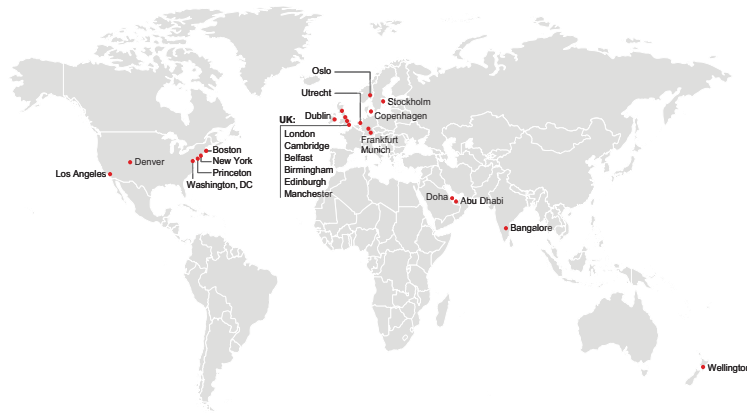 Oslo
Utrecht
Stockholm
Dublin
Copenhagen
UK:
London
Cambridge
Belfast
Birmingham
Edinburgh
Manchester
Frankfurt
Munich
Boston
Denver
New York
Los Angeles
Princeton
Washington, DC
Doha
Abu Dhabi
Bangalore
Wellington